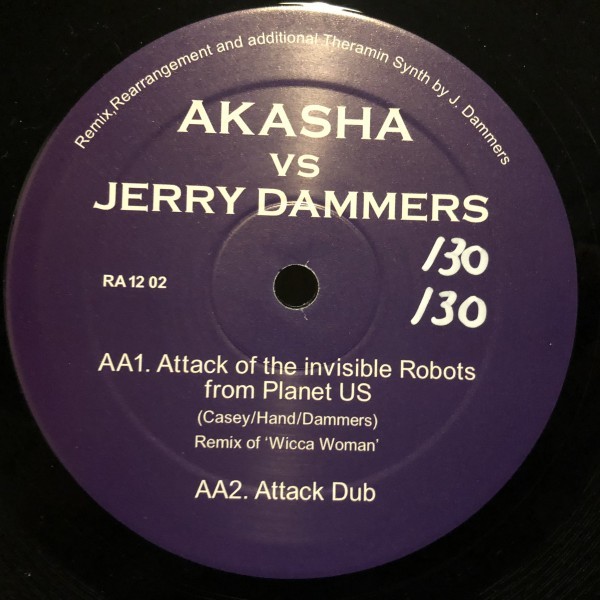 Remix,Rearrangement and additional Theramin Synth by J. Dammers
AKASHA
VS
JERRY DAMMERS
130
130
RA 12 02
AA1. Attack of the invisible Robots
from Planet US
(Casey/Hand/Dammers)
Remix of ‘Wicca Woman’
AA2. Attack Dub